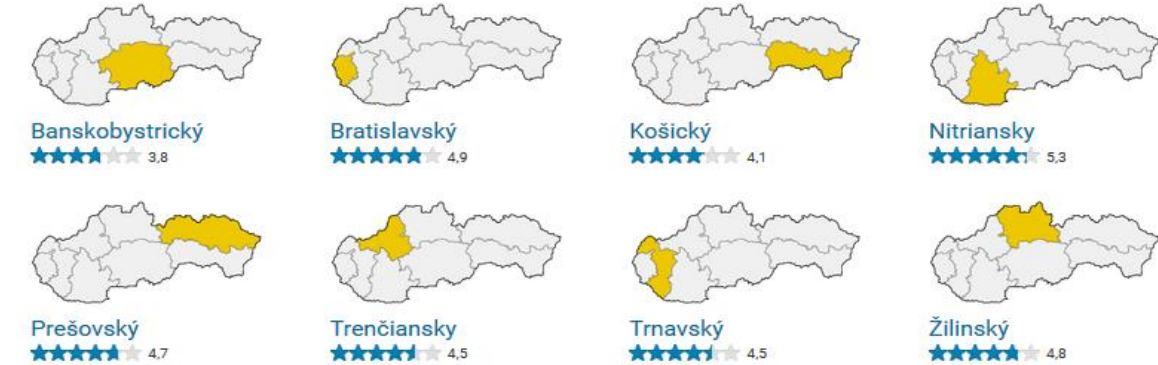 Banskobystrický
3,8
Bratislavský
4,9
Košický
4,1
Nitriansky
5,3
Prešovský
4,7
Trenčiansky
4,5
Trnavský
4,5
Žilinský
4,8